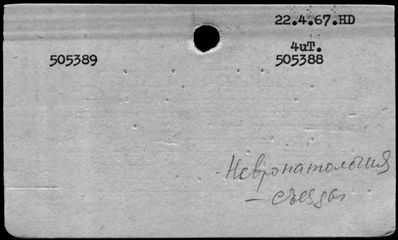 22.4.67.HD
4uT.
505389 505388
Невропатология
– съезды